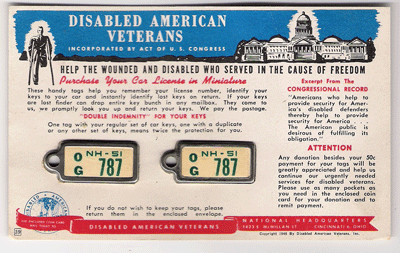 DISABLED AMERICAN
VETERANS
INCORPORATED BY ACT OF U. S. CONGRESS
HELP THE WOUNDED AND DISABLED WHO SERVED IN THE CAUSE OF FREEDOM
Purchase Your Car License in Miniature
These handy tags help you remember your license number, identify your
keys to your car and instantly identify lost keys on return. If your keys
are lost finder can drop entire key bunch in any mailbox. They come to
us, we promptly look you up and return your keys. We pay the postage.
"DOUBLE INDEMNITY" FOR YOUR KEYS
One tag with your regular set of car keys, one with a duplicate
or any other set of keys, means twice the protection for you.
Excerpt From The
CONGRESSIONAL RECORD
"Americans who help to
provide security for Amer-
ica's disabled defenders
thereby help to provide
security for America . . .
The American public
is desirous of fulfilling its
obligation."
NH-51
OG 787
NH-51
OG 787
ATTENTION
Any donation besides your 50c
payment for your tags will be
greatly appreciated and help us
continue our urgently needed
services for disabled veterans.
Please use as many pockets as
you need in the enclosed coin
card for your donation and to
remit payment.
If you do not wish to keep your tags, please
return them in the enclosed envelope.
DISABLED AMERICAN VETERANS
NATIONAL HEADQUARTERS
CINCINNATI 6, OHIO